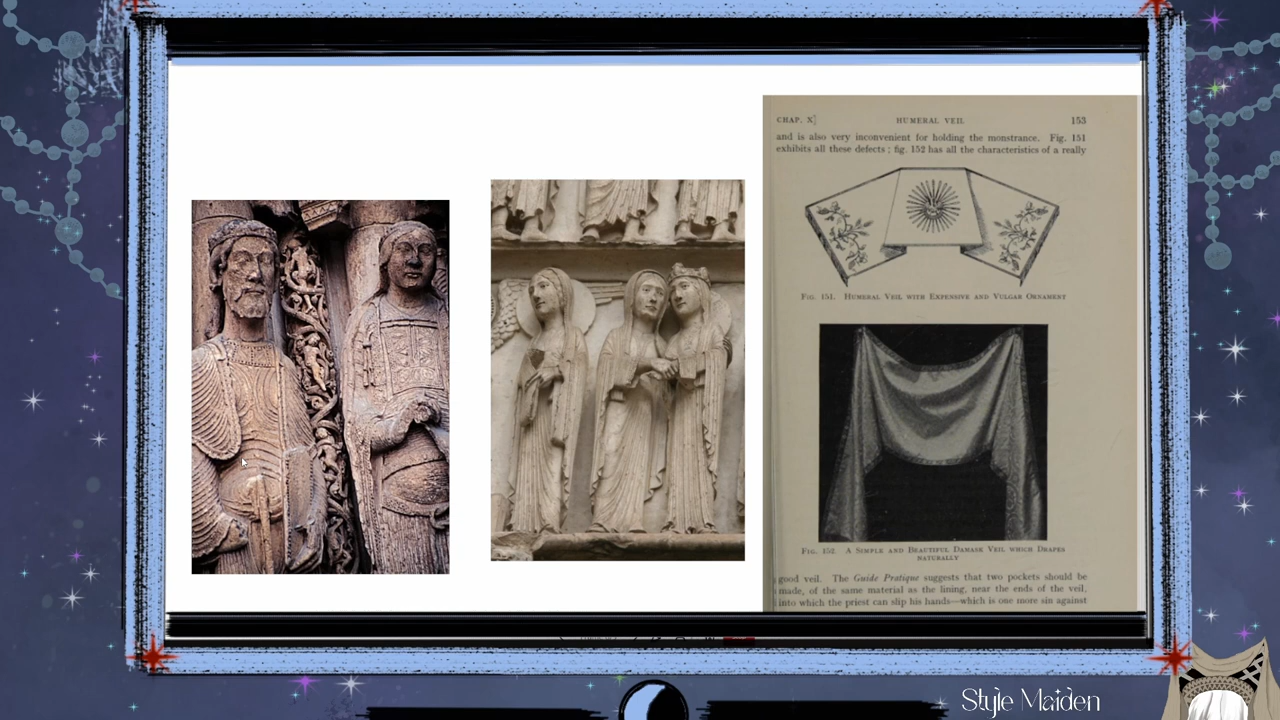 CHAP. X]
HUMERAL VEIL
153
and is also very inconvenient for holding the monstrance. Fig. 151
exhibits all these defects ; fig. 152 has all the characteristics of a really
FIG. 151. HUMERAL VEIL WITH EXPENSIVE AND VULGAR ORNAMENT
FIG. 152. A SIMPLE AND BEAUTIFUL DAMASK VEIL WHICH DRAPES
NATURALLY
good veil. The Guide Pratique suggests that two pockets should be
made, of the same material as the lining, near the ends of the veil,
into which the priest can slip his hands—which is one more sin against
Style Maiden